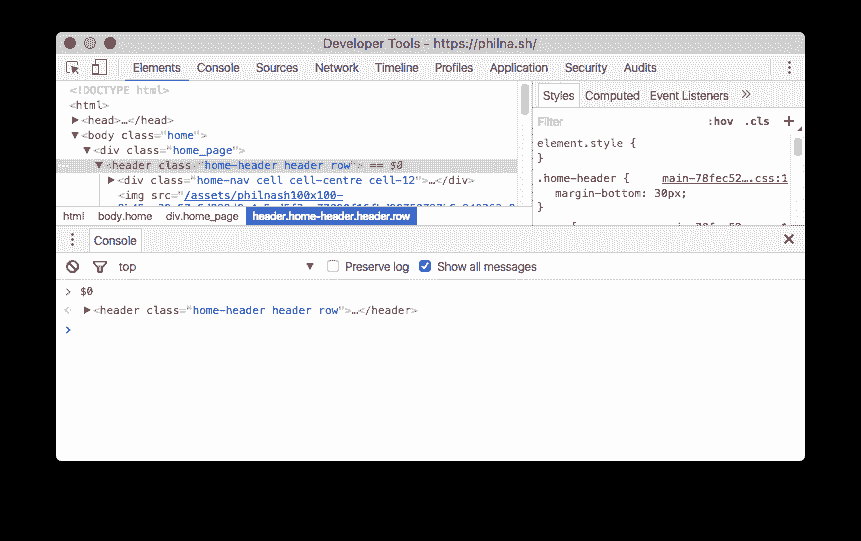 Developer Tools - https://philna.sh/
Elements Console Sources Network Timeline Profiles Application Security Audits
<!DOCTYPE html>
<html>
▶<head>…</head>
▼<body class="home">
▼<div class="home_page">
▼<header class="home-header header row"> == $0
▶<div class="home-nav cell cell-centre cell-12">…</div>
<img src="/assets/philnash100x100-
html body.home div.home_page header.home-header.header.row
Styles Computed Event Listeners »
Filter :hov .cls +
element.style {
}
.home-header { main-78fec52….css:1
margin-bottom: 30px;
}
Console
top ▼ Preserve log Show all messages
> $0
<· ▶<header class="home-header header row">…</header>
>